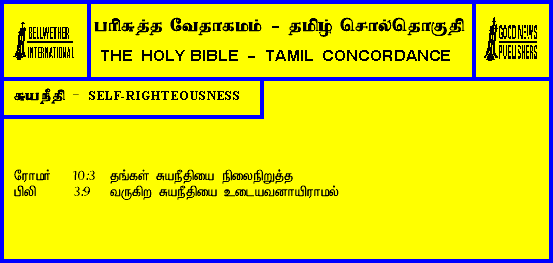 BELLWETHER
INTERNATIONAL
பரிசுத்த வேதாகமம் - தமிழ் சொல்தொகுதி
THE HOLY BIBLE - TAMIL CONCORDANCE
GOOD NEWS
PUBLISHERS
சுயநீதி - SELF-RIGHTEOUSNESS
ரோமர் 10:3 தங்கள் சுயநீதியை நிலைநிறுத்த
பிலி 3:9 வருகிற சுயநீதியை உடையவனாயிராமல்